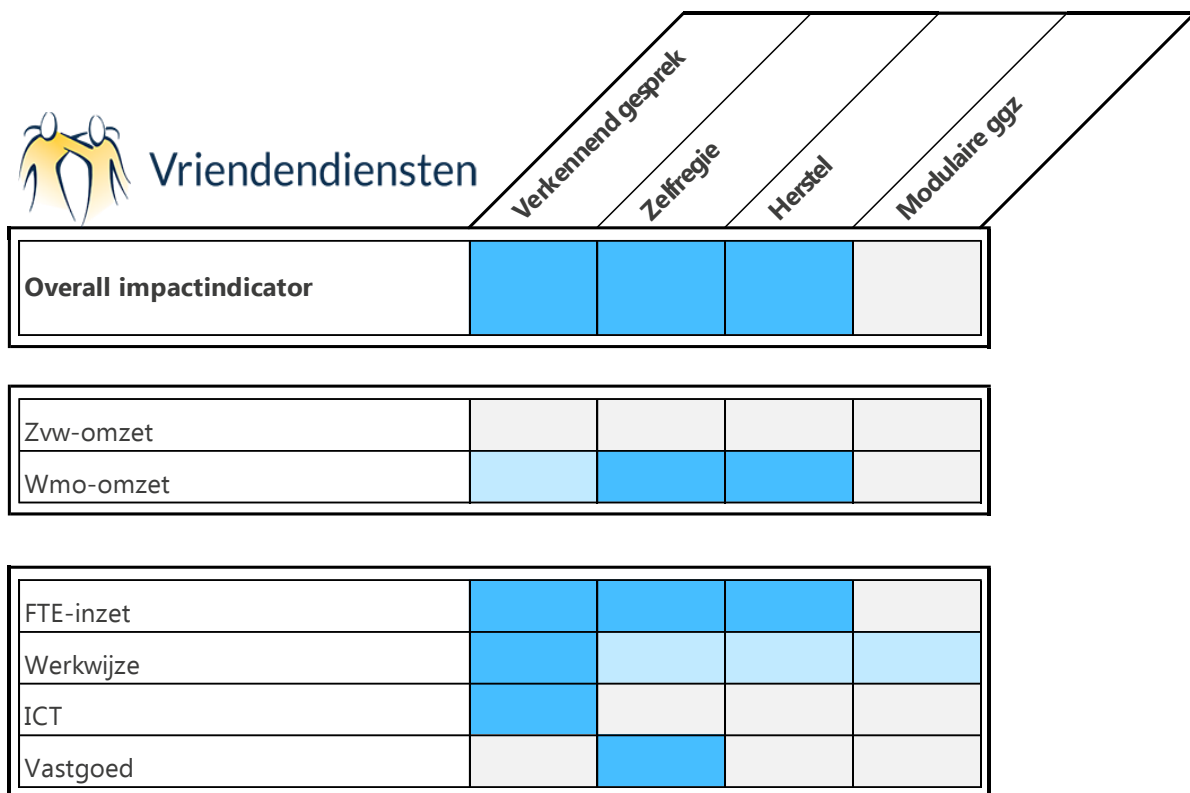 Verkennend gesprek
Zelfregie
Herstel
Modulaire ggz
Vriendendiensten
Overall impactindicator
Zvw-omzet
Wmo-omzet
FTE-inzet
Werkwijze
ICT
Vastgoed